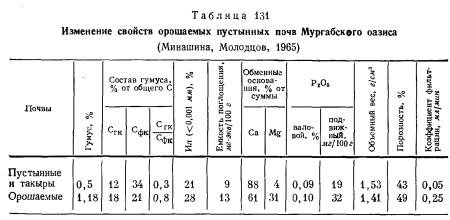 Таблица 131
Изменение свойств орошаемых пустынных почв Мургабского оазиса
(Минашина, Молодцов, 1965)
Почвы
Гумус, %
Состав гумуса, % от общего С
Сгк
Сфк
Сгк
Сфк
Ил (<0,001 мм), %
Емкость поглощения, мг-экв/100 г
Обменные основания, % от суммы
Ca
Mg
P₂O₅
валовой, %
подвижный, мг/100 г
Объемный вес, г/см³
Порозность, %
Коэффициент фильтрации, мл/мин
Пустынные
и такыры 0,5 12 34 0,3 21 9 88 4 0,09 19 1,53 43 0,05
Орошаемые 1,18 18 21 0,8 28 13 61 31 0,10 32 1,41 49 0,25